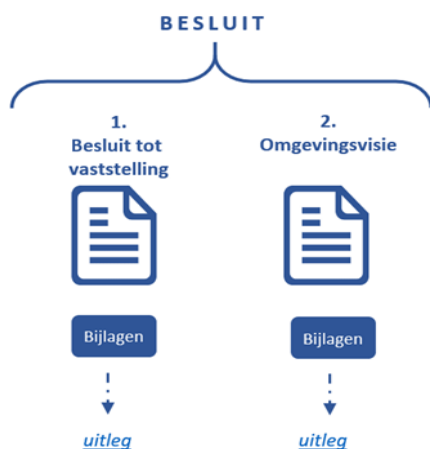 BESLUIT
1.
Besluit tot
vaststelling
2.
Omgevingsvisie
Bijlagen
Bijlagen
uitleg
uitleg